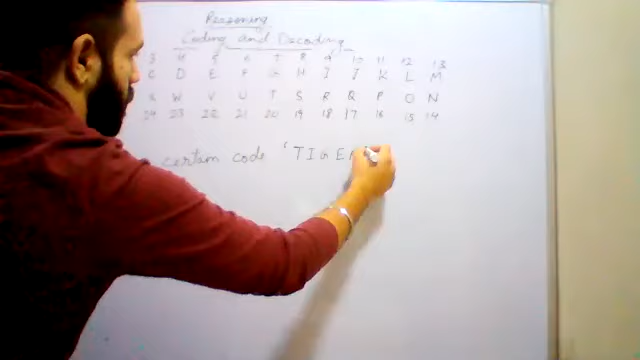 Reasoning
Coding and Decoding
3 4 5 6 7 8 9 10 11 12 13
C D E F G H I J K L M
X W V U T S R Q P O N
24 23 22 21 20 19 18 17 16 15 14
certain code 'TIGER